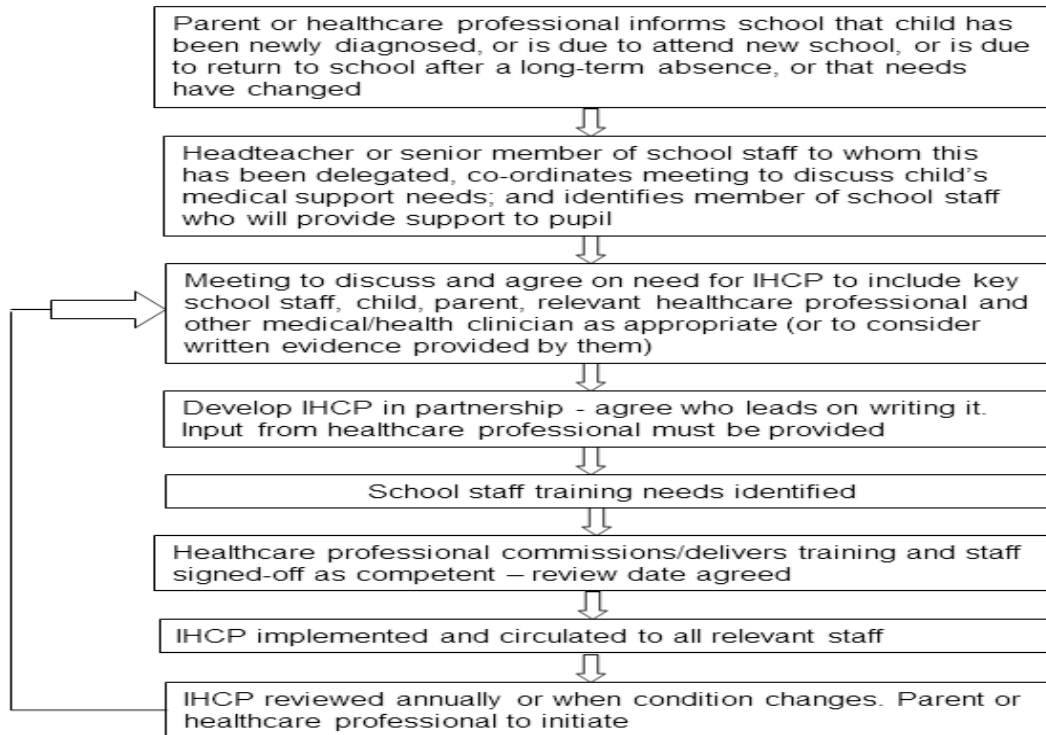 Parent or healthcare professional informs school that child has
been newly diagnosed, or is due to attend new school, or is due
to return to school after a long-term absence, or that needs
have changed
Headteacher or senior member of school staff to whom this
has been delegated, co-ordinates meeting to discuss child's
medical support needs; and identifies member of school staff
who will provide support to pupil
Meeting to discuss and agree on need for IHCP to include key
school staff, child, parent, relevant healthcare professional and
other medical/health clinician as appropriate (or to consider
written evidence provided by them)
Develop IHCP in partnership - agree who leads on writing it.
Input from healthcare professional must be provided
School staff training needs identified
Healthcare professional commissions/delivers training and staff
signed-off as competent – review date agreed
IHCP implemented and circulated to all relevant staff
IHCP reviewed annually or when condition changes. Parent or
healthcare professional to initiate